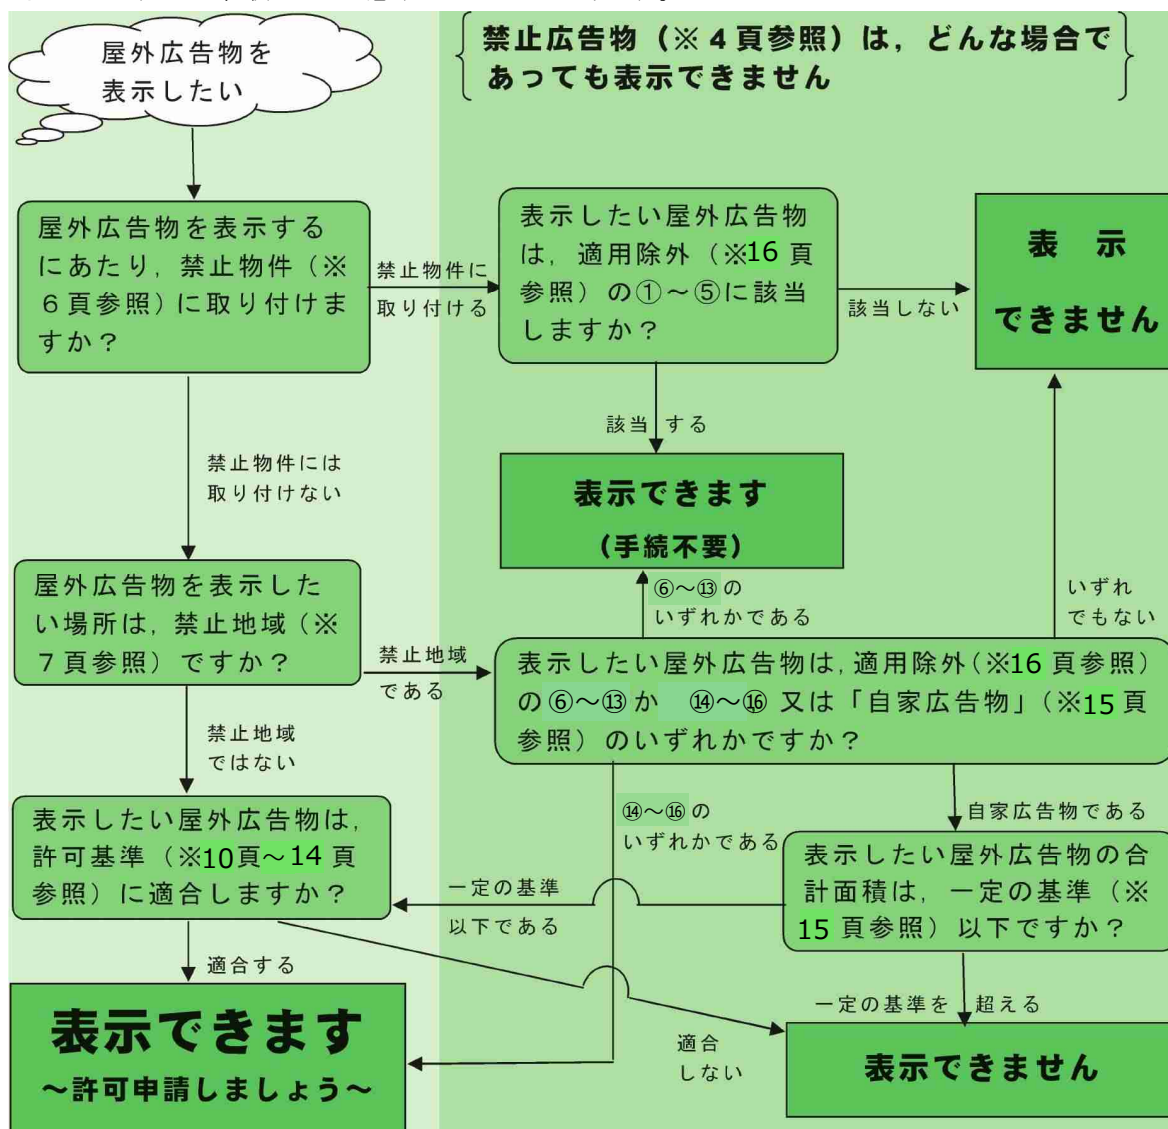 屋外広告物を
表示したい
禁止広告物（※４頁参照）は，どんな場合で
あっても表示できません
屋外広告物を表示する
にあたり，禁止物件（※
６頁参照）に取り付けま
すか？
禁止物件に
取り付ける
表示したい屋外広告物
は，適用除外（※16 頁
参照）の①～⑤に該当
しますか？
該当しない
表 示
できません
該当 する
禁止物件には
取り付けない
表示できます
（手続不要）
⑥～⑬の
いずれかである
いずれ
でもない
屋外広告物を表示した
い場所は，禁止地域（※
７頁参照）ですか？
禁止地域
である
表示したい屋外広告物は，適用除外（※16 頁参照）
の ⑥～⑬ か ⑭～⑯ 又は「自家広告物」（※15 頁
参照）のいずれかですか？
禁止地域
ではない
⑭～⑯ の
いずれかである
自家広告物である
表示したい屋外広告物は，
許可基準（※10頁～14 頁
参照）に適合しますか？
一定の基準
以下である
表示したい屋外広告物の合
計面積は，一定の基準（※
15 頁参照）以下ですか？
適合する
一定の基準を 超える
表示できます
～許可申請しましょう～
適合
しない
表示できません